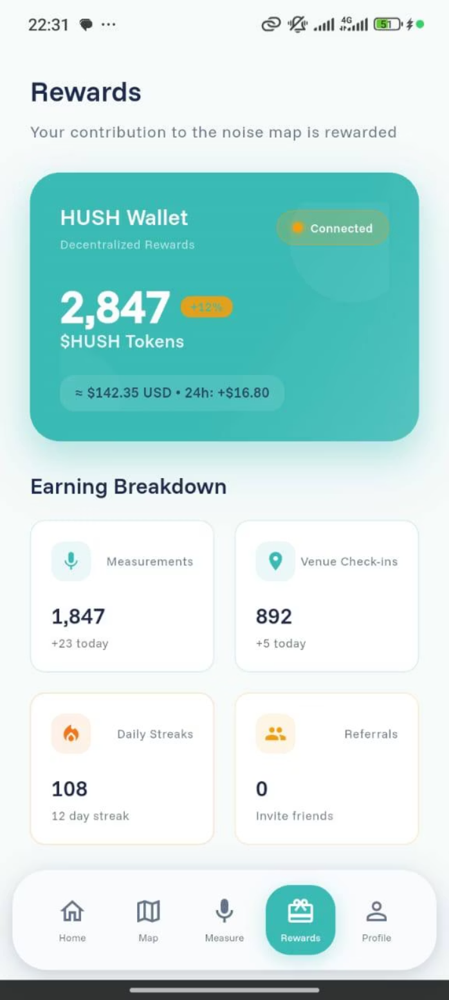 22:31
4G
51
Rewards
Your contribution to the noise map is rewarded
HUSH Wallet
Connected
Decentralized Rewards
2,847 +12%
$HUSH Tokens
≈ $142.35 USD • 24h: +$16.80
Earning Breakdown
Measurements
1,847
+23 today
Venue Check-ins
892
+5 today
Daily Streaks
108
12 day streak
Referrals
0
Invite friends
Home
Map
Measure
Rewards
Profile